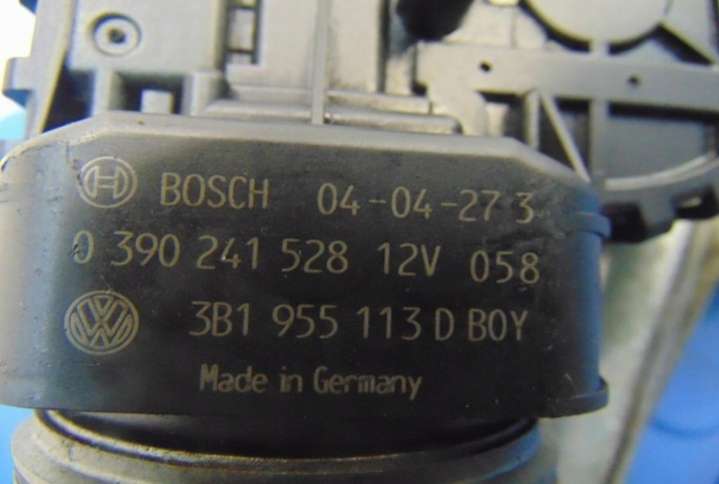 BOSCH 04-04-27 3
0 390 241 528 12V 058
3B1 955 113 D BOY
Made in Germany